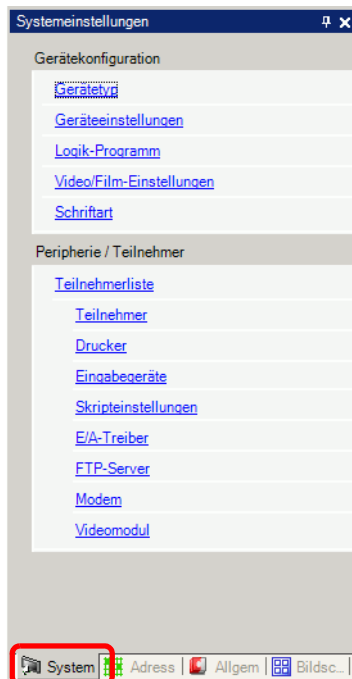 Systemeinstellungen
Gerätekonfiguration
Gerätetyp
Geräteeinstellungen
Logik-Programm
Video/Film-Einstellungen
Schriftart
Peripherie / Teilnehmer
Teilnehmerliste
Teilnehmer
Drucker
Eingabegeräte
Skripteinstellungen
E/A-Treiber
FTP-Server
Modem
Videomodul
System Adress Allgem Bildsc...